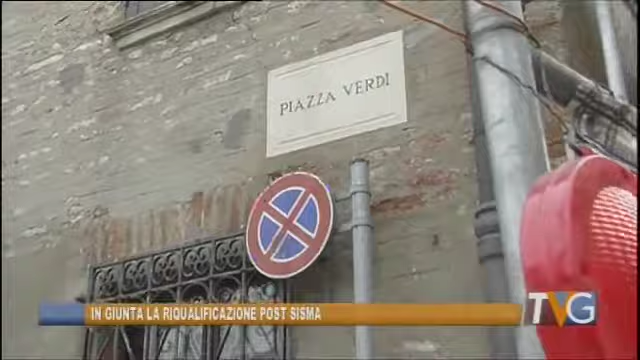 PIAZZA VERDI
IN GIUNTA LA RIQUALIFICAZIONE POST SISMA
TVG